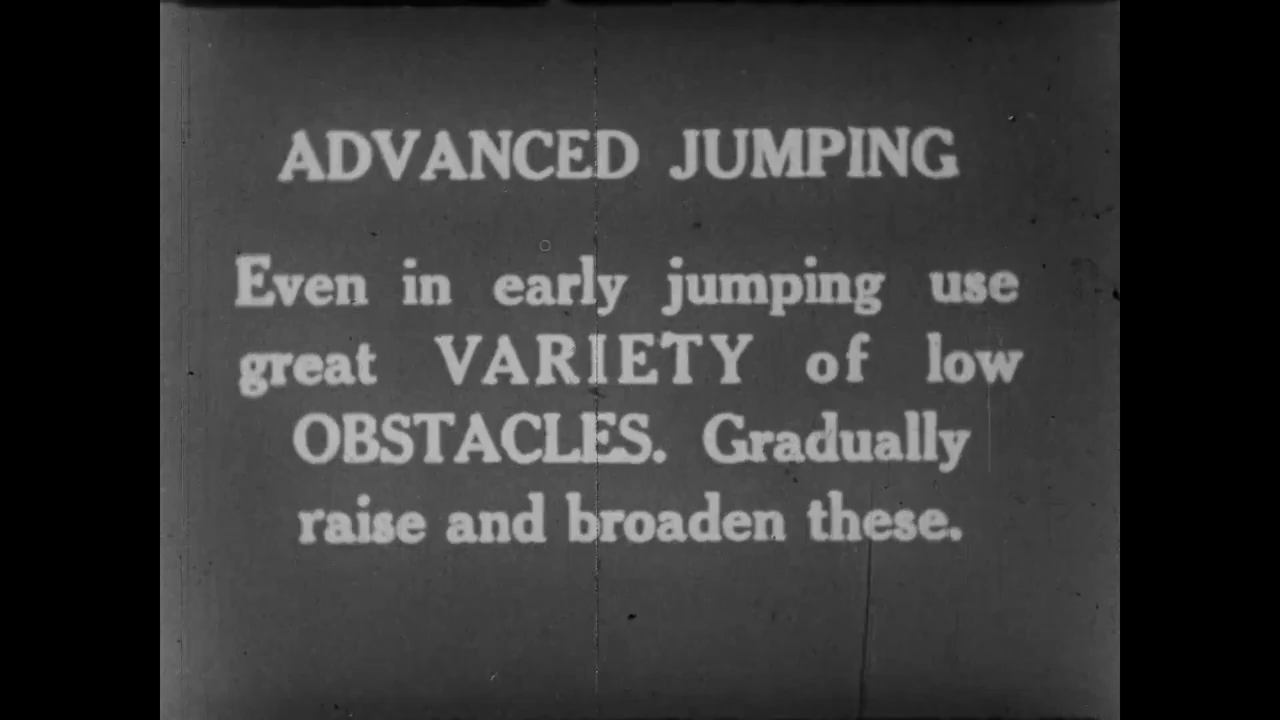 ADVANCED JUMPING
Even in early jumping use
great VARIETY of low
OBSTACLES. Gradually
raise and broaden these.